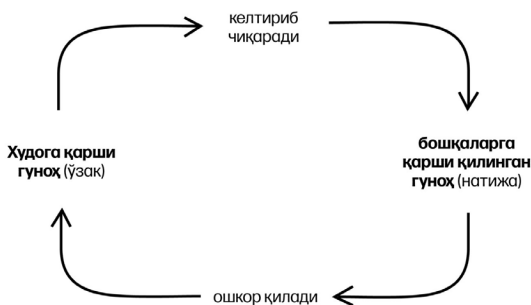 келтириб
чиқаради
Худога қарши
гуноҳ (ўзак)
бошқаларга
қарши қилинган
гуноҳ (натижа)
ошкор қилади